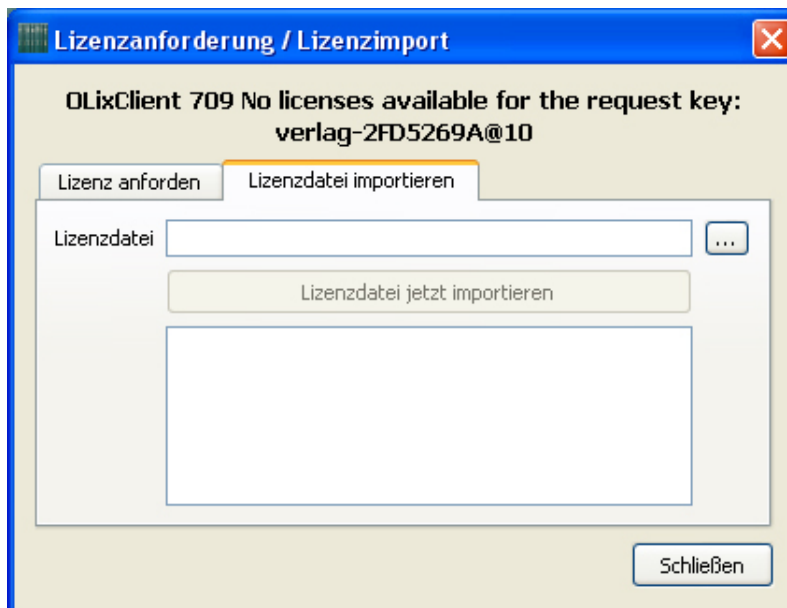 Lizenzanforderung / Lizenzimport
OLixClient 709 No licenses available for the request key:
verlag-2FD5269A@10
Lizenz anforden
Lizenzdatei importieren
Lizenzdatei
...
Lizenzdatei jetzt importieren
Schließen